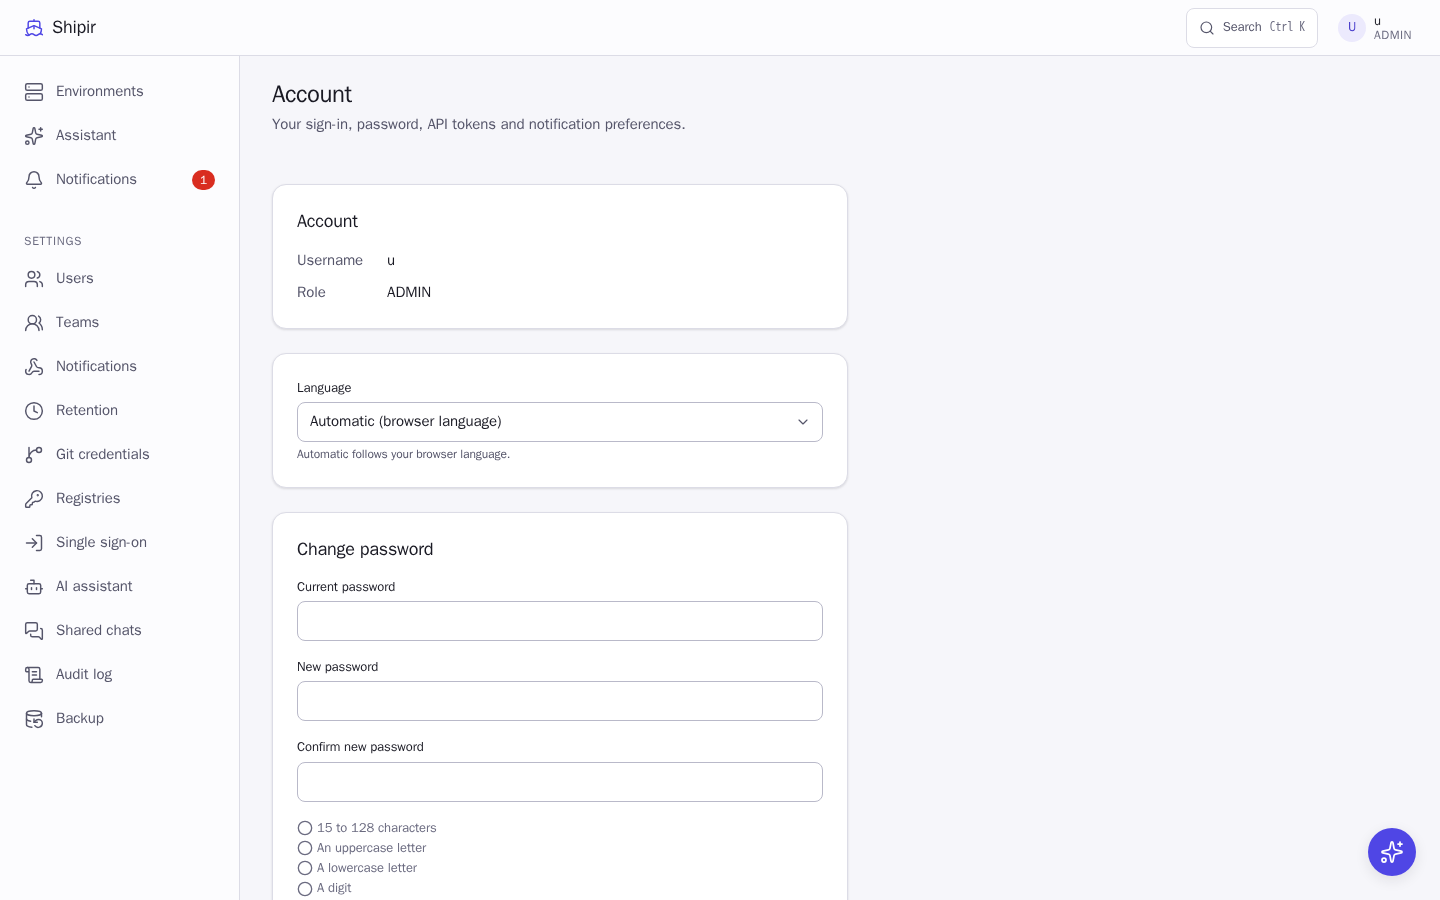 Shipir
Search Ctrl K
U
u
ADMIN
Environments
Assistant
Notifications
1
SETTINGS
Users
Teams
Notifications
Retention
Git credentials
Registries
Single sign-on
AI assistant
Shared chats
Audit log
Backup
Account
Your sign-in, password, API tokens and notification preferences.
Account
Username u
Role ADMIN
Language
Automatic (browser language)
Automatic follows your browser language.
Change password
Current password
New password
Confirm new password
15 to 128 characters
An uppercase letter
A lowercase letter
A digit